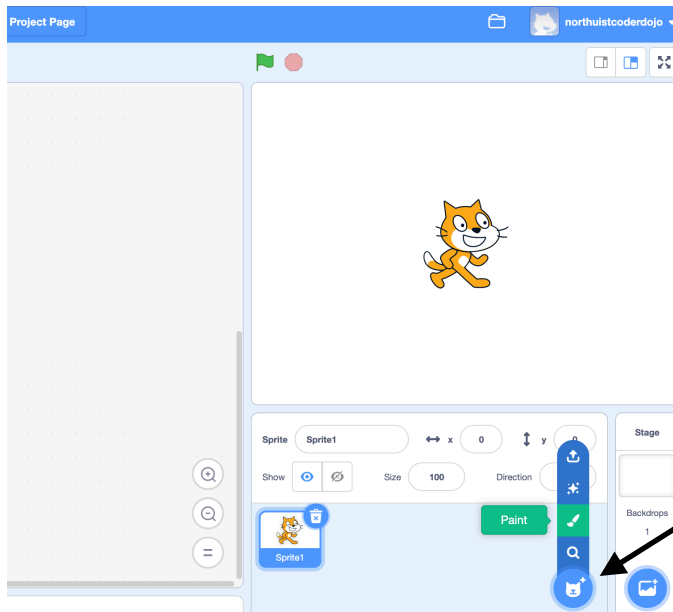 Project Page
northuistcoderdojo
Sprite Sprite1 x 0 y
Stage
Show Size 100 Direction
Backdrops
1
Paint
Sprite1